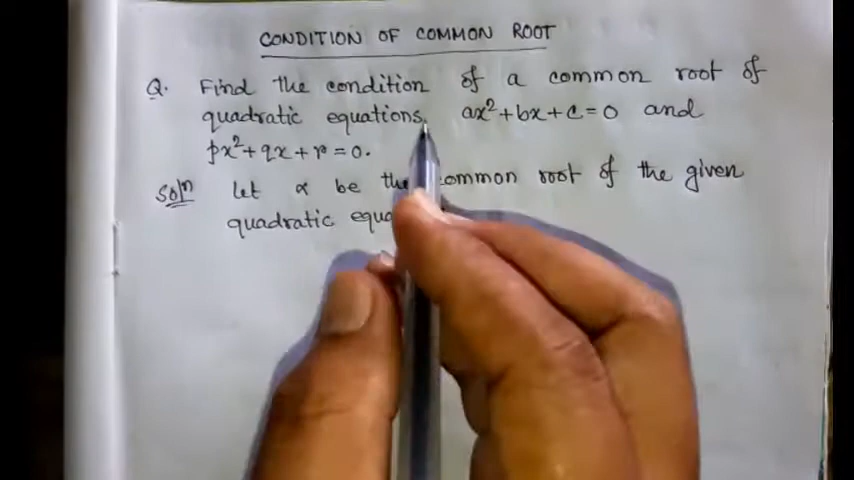 CONDITION OF COMMON ROOT
Q. Find the condition of a common root of
quadratic equations, ax²+bx+c=0 and
px²+qx+r=0.
Solⁿ let α be the common root of the given
quadratic